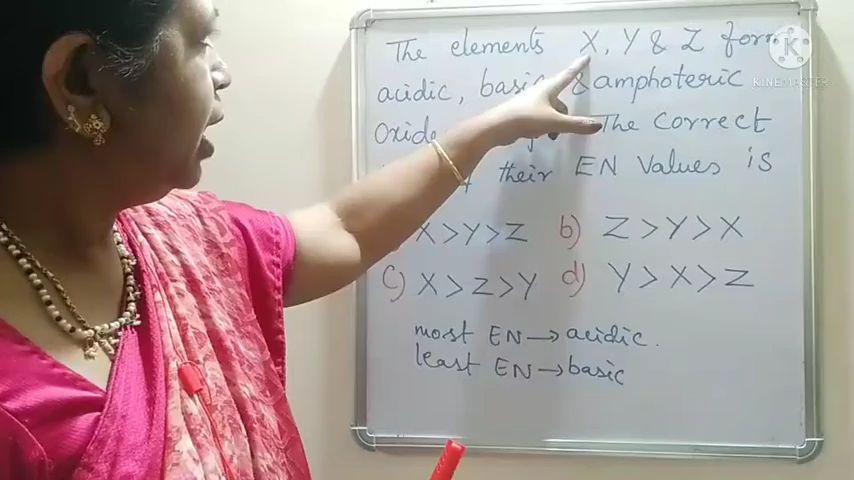 The elements X, Y & Z form
acidic, basic & amphoteric
Oxide The Correct
their EN Values is
X>Y>Z b) Z>Y>X
c) X>Z>Y d) Y>X>Z
most EN→acidic.
least EN→basic
KINEMASTER